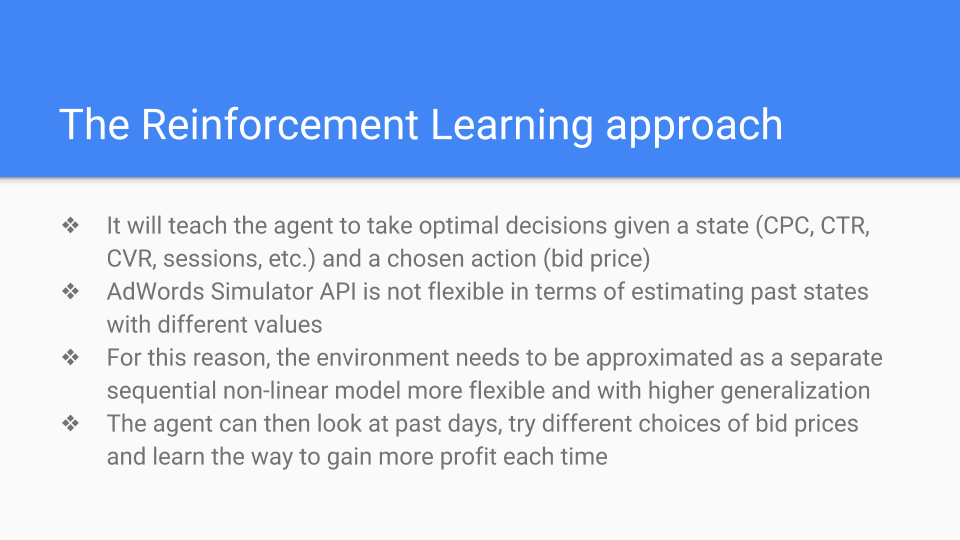 The Reinforcement Learning approach
❖ It will teach the agent to take optimal decisions given a state (CPC, CTR,
CVR, sessions, etc.) and a chosen action (bid price)
❖ AdWords Simulator API is not flexible in terms of estimating past states
with different values
❖ For this reason, the environment needs to be approximated as a separate
sequential non-linear model more flexible and with higher generalization
❖ The agent can then look at past days, try different choices of bid prices
and learn the way to gain more profit each time